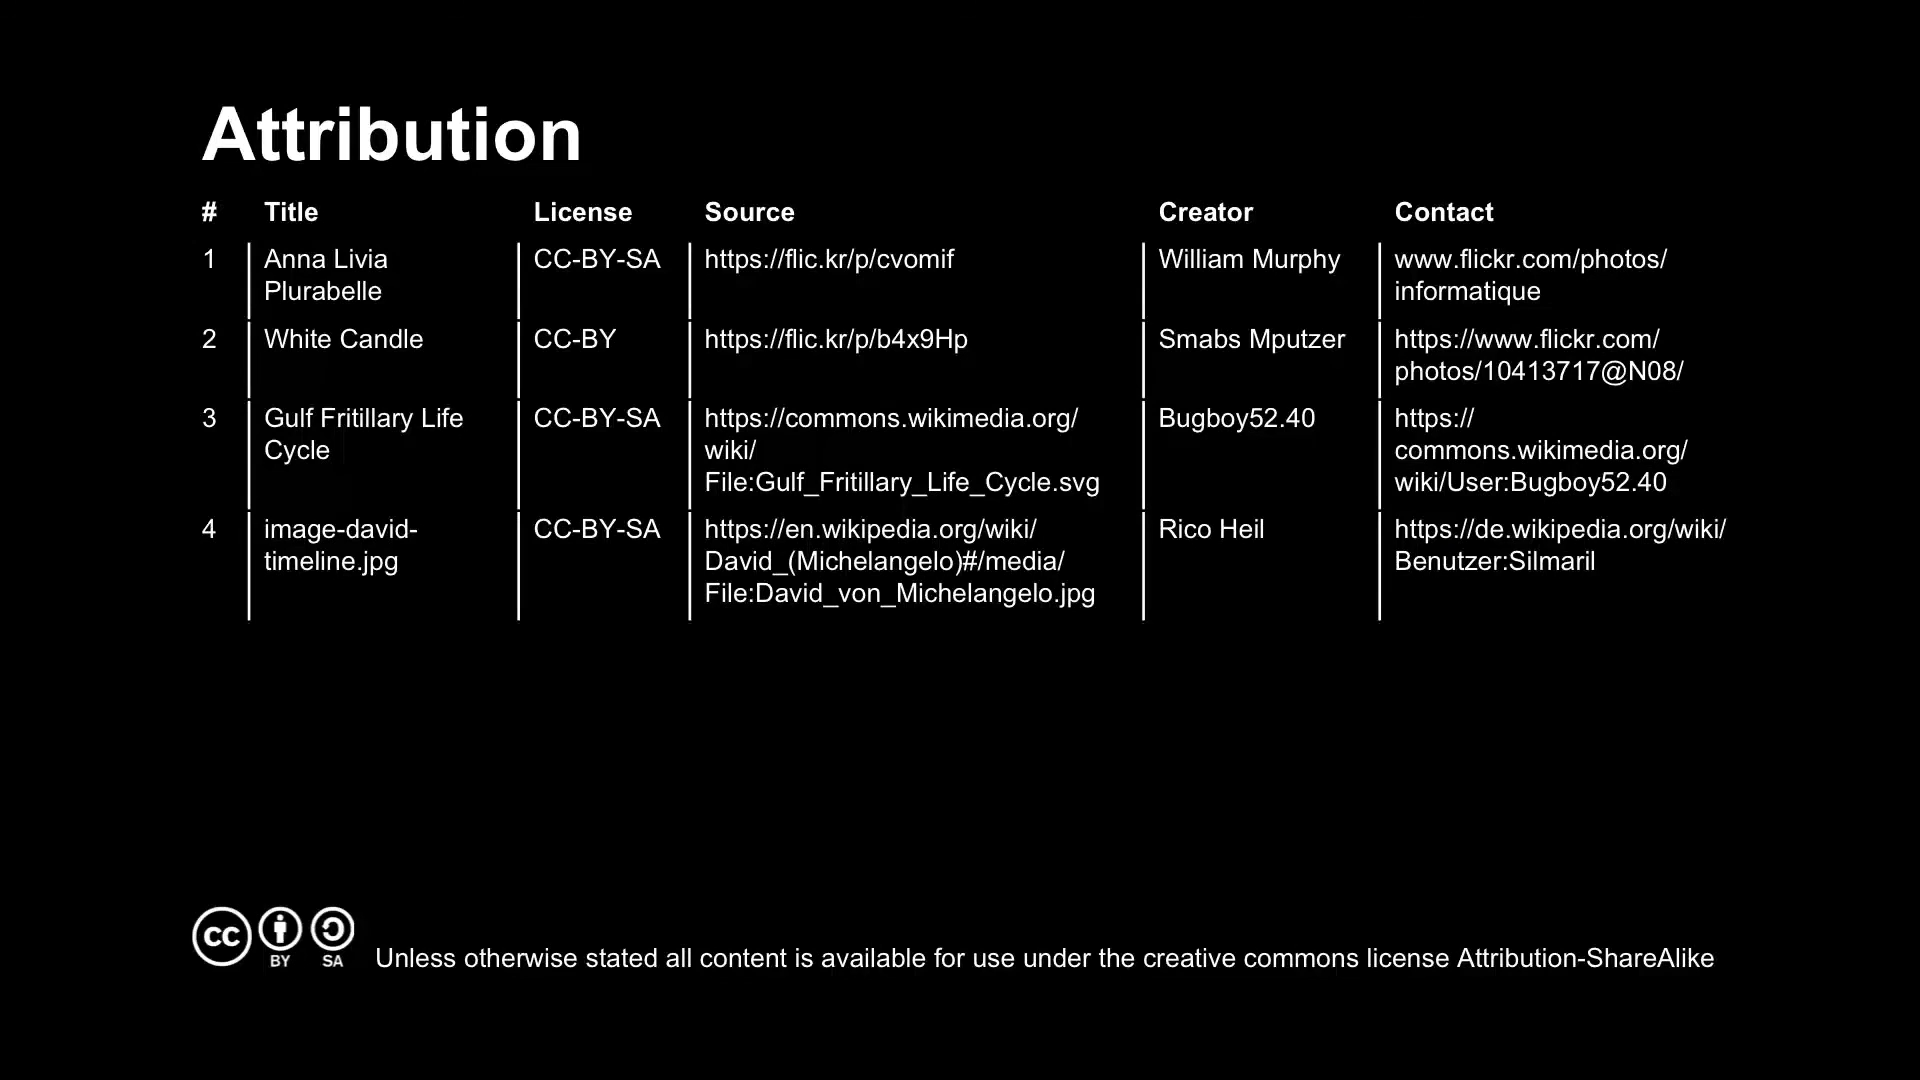 Attribution
# Title License Source Creator Contact
1 Anna Livia CC-BY-SA https://flic.kr/p/cvomif William Murphy www.flickr.com/photos/
Plurabelle informatique
2 White Candle CC-BY https://flic.kr/p/b4x9Hp Smabs Mputzer https://www.flickr.com/
photos/10413717@N08/
3 Gulf Fritillary Life CC-BY-SA https://commons.wikimedia.org/ Bugboy52.40 https://
Cycle wiki/ commons.wikimedia.org/
File:Gulf_Fritillary_Life_Cycle.svg wiki/User:Bugboy52.40
4 image-david- CC-BY-SA https://en.wikipedia.org/wiki/ Rico Heil https://de.wikipedia.org/wiki/
timeline.jpg David_(Michelangelo)#/media/ Benutzer:Silmaril
File:David_von_Michelangelo.jpg
cc BY SA Unless otherwise stated all content is available for use under the creative commons license Attribution-ShareAlike